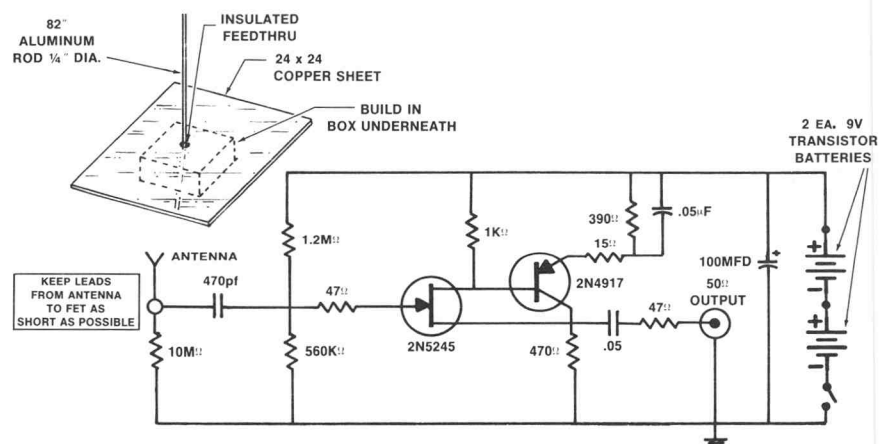 82"
ALUMINUM
ROD ¼" DIA.
INSULATED
FEEDTHRU
24 x 24
COPPER SHEET
BUILD IN
BOX UNDERNEATH
2 EA. 9V
TRANSISTOR
BATTERIES
1.2MΩ
1KΩ
390Ω
.05µF
15Ω
ANTENNA
470pf
47Ω
2N4917
100MFD
+
50Ω
OUTPUT
KEEP LEADS
FROM ANTENNA
TO FET AS
SHORT AS POSSIBLE
47Ω
2N5245
.05
10MΩ
560KΩ
470Ω
+
−
+
−